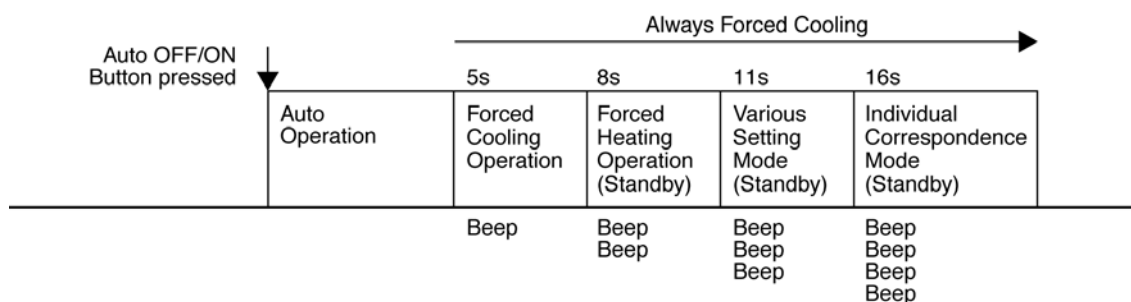 Always Forced Cooling
Auto OFF/ON
Button pressed
5s
8s
11s
16s
Auto
Operation
Forced
Cooling
Operation
Forced
Heating
Operation
(Standby)
Various
Setting
Mode
(Standby)
Individual
Correspondence
Mode
(Standby)
Beep
Beep
Beep
Beep
Beep
Beep
Beep
Beep
Beep
Beep